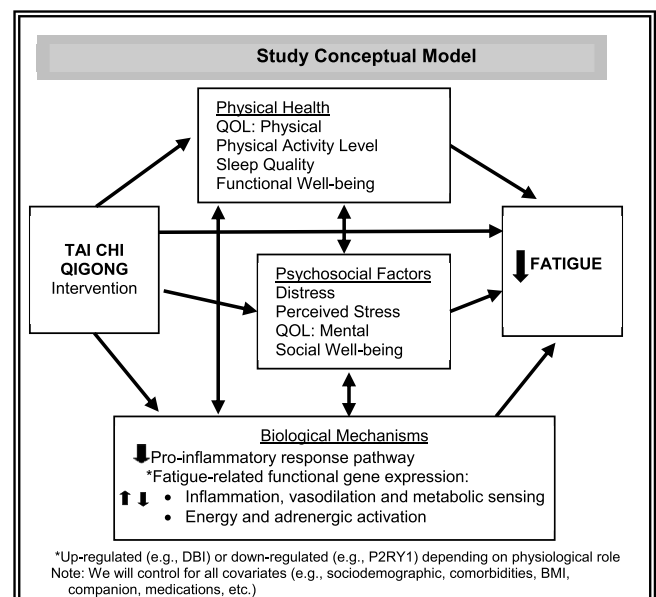 Study Conceptual Model
Physical Health
QOL: Physical
Physical Activity Level
Sleep Quality
Functional Well-being
TAI CHI
QIGONG
Intervention
FATIGUE
Psychosocial Factors
Distress
Perceived Stress
QOL: Mental
Social Well-being
Biological Mechanisms
Pro-inflammatory response pathway
*Fatigue-related functional gene expression:
• Inflammation, vasodilation and metabolic sensing
• Energy and adrenergic activation
*Up-regulated (e.g., DBI) or down-regulated (e.g., P2RY1) depending on physiological role
Note: We will control for all covariates (e.g., sociodemographic, comorbidities, BMI,
companion, medications, etc.)